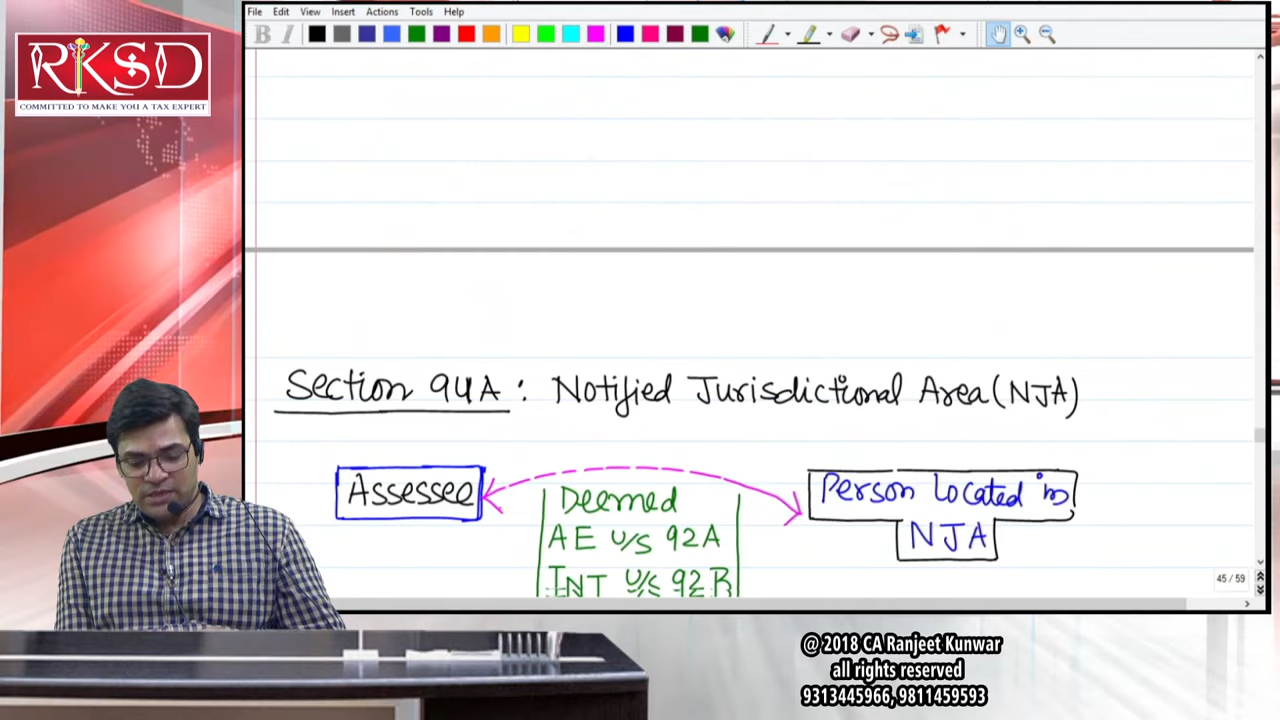 File Edit View Insert Actions Tools Help
B I
RKSD
COMMITTED TO MAKE YOU A TAX EXPERT
Section 94A : Notified Jurisdictional Area (NJA)
Assessee
Deemed
AE u/s 92A
INT u/s 92B
Person Located in
NJA
45 / 59
@ 2018 CA Ranjeet Kunwar
all rights reserved
9313445966, 9811459593